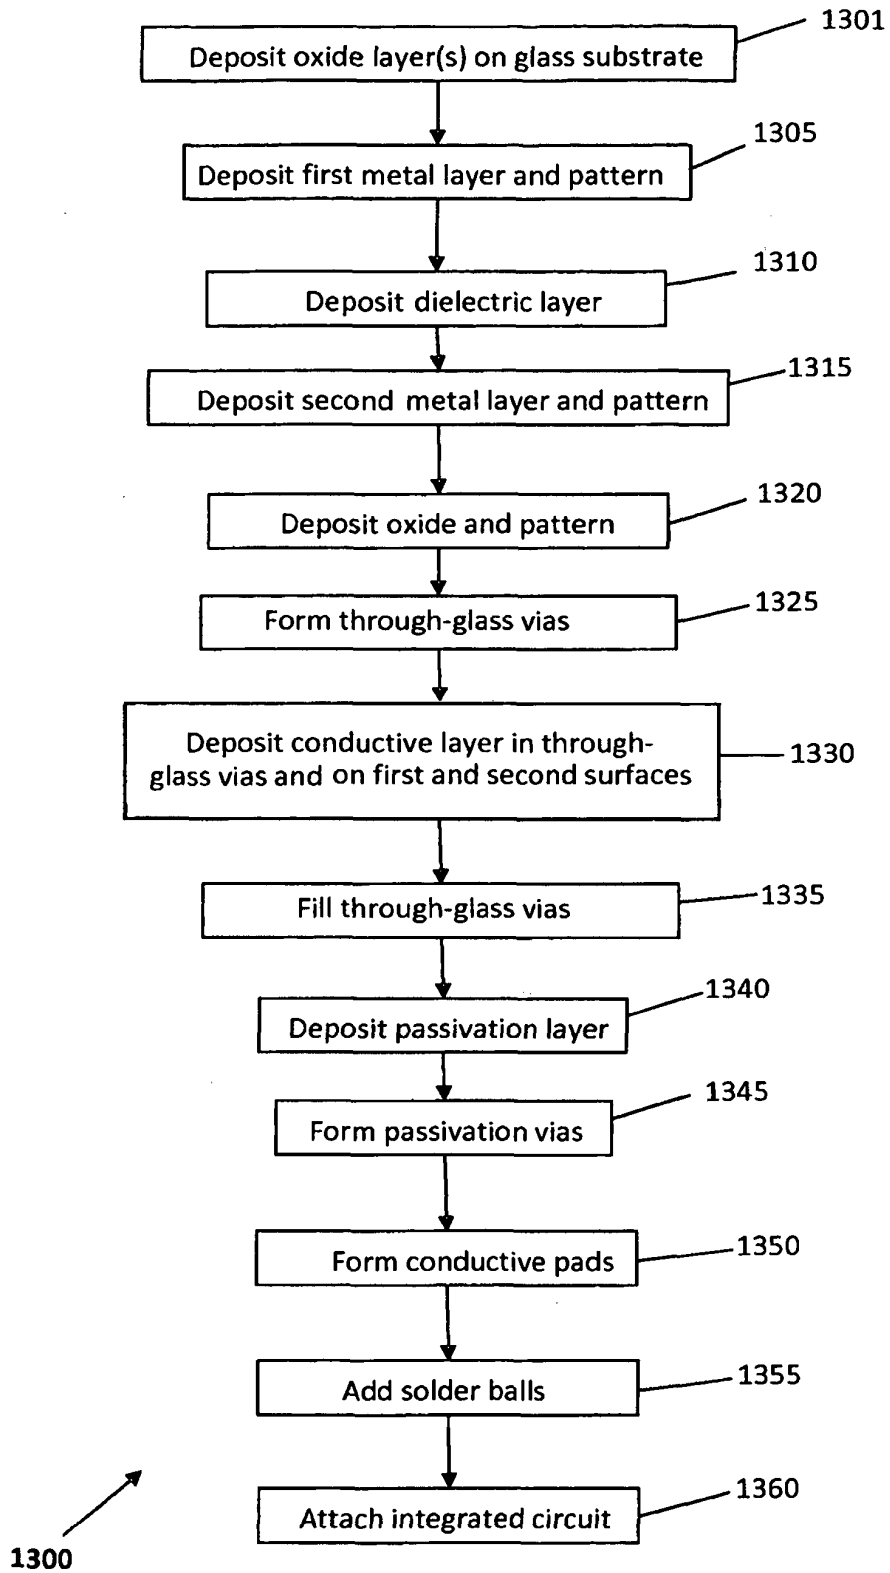 1301
Deposit oxide layer(s) on glass substrate
1305
Deposit first metal layer and pattern
1310
Deposit dielectric layer
1315
Deposit second metal layer and pattern
1320
Deposit oxide and pattern
1325
Form through-glass vias
1330
Deposit conductive layer in through-
glass vias and on first and second surfaces
1335
Fill through-glass vias
1340
Deposit passivation layer
1345
Form passivation vias
1350
Form conductive pads
1355
Add solder balls
1360
Attach integrated circuit
1300